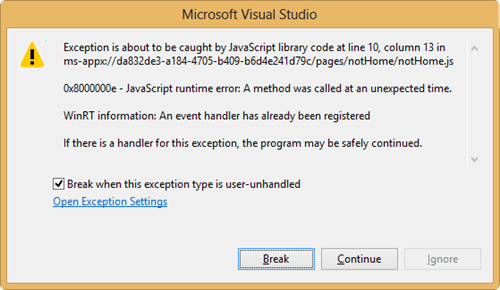 Microsoft Visual Studio
Exception is about to be caught by JavaScript library code at line 10, column 13 in
ms-appx://da832de3-a184-4705-b409-b6d4e241d79c/pages/notHome/notHome.js
0x8000000e - JavaScript runtime error: A method was called at an unexpected time.
WinRT information: An event handler has already been registered
If there is a handler for this exception, the program may be safely continued.
Break when this exception type is user-unhandled
Open Exception Settings
Break Continue Ignore